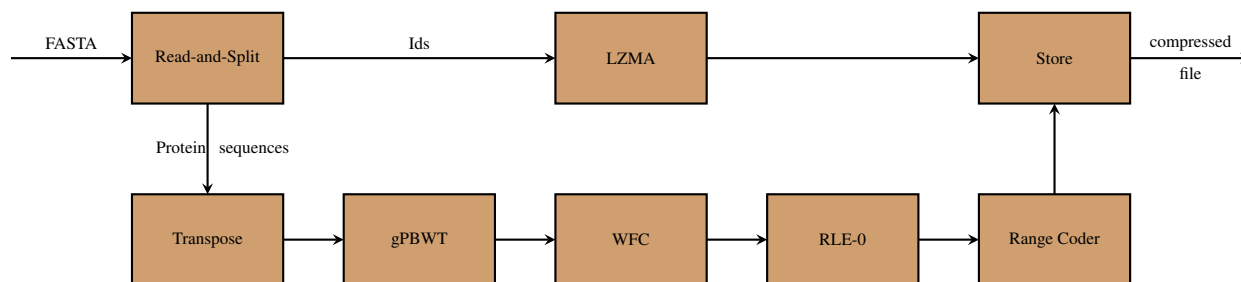 FASTA
Read-and-Split
Ids
LZMA
Store
compressed
file
Protein sequences
Transpose
gPBWT
WFC
RLE-0
Range Coder